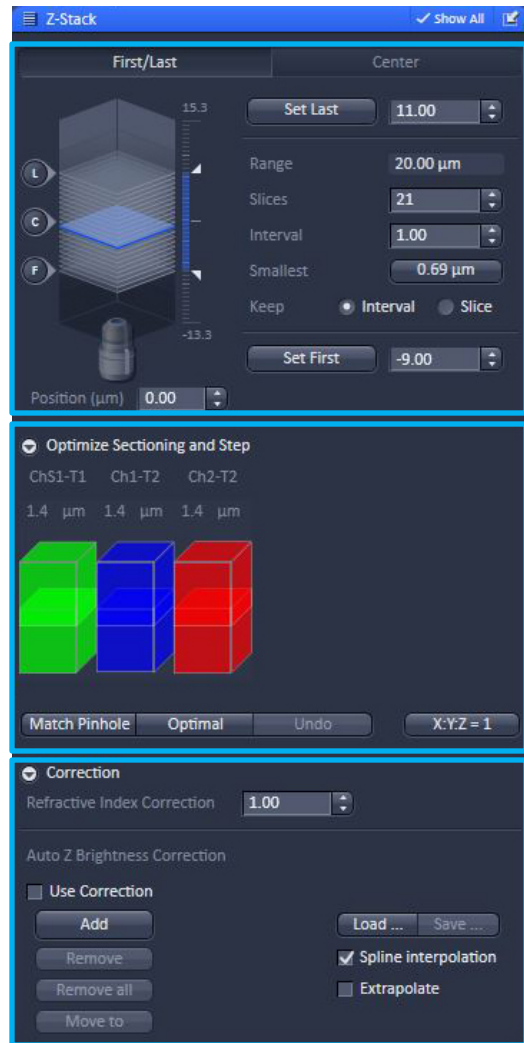 Z-Stack Show All
First/Last Center
15.3 Set Last 11.00
L Range 20.00 µm
Slices 21
C Interval 1.00
F Smallest 0.69 µm
Keep Interval Slice
-13.3
Set First -9.00
Position (µm) 0.00
Optimize Sectioning and Step
ChS1-T1 Ch1-T2 Ch2-T2
1.4 µm 1.4 µm 1.4 µm
Match Pinhole Optimal Undo X:Y:Z = 1
Correction
Refractive Index Correction 1.00
Auto Z Brightness Correction
Use Correction
Add Load ... Save ...
Remove Spline interpolation
Remove all Extrapolate
Move to